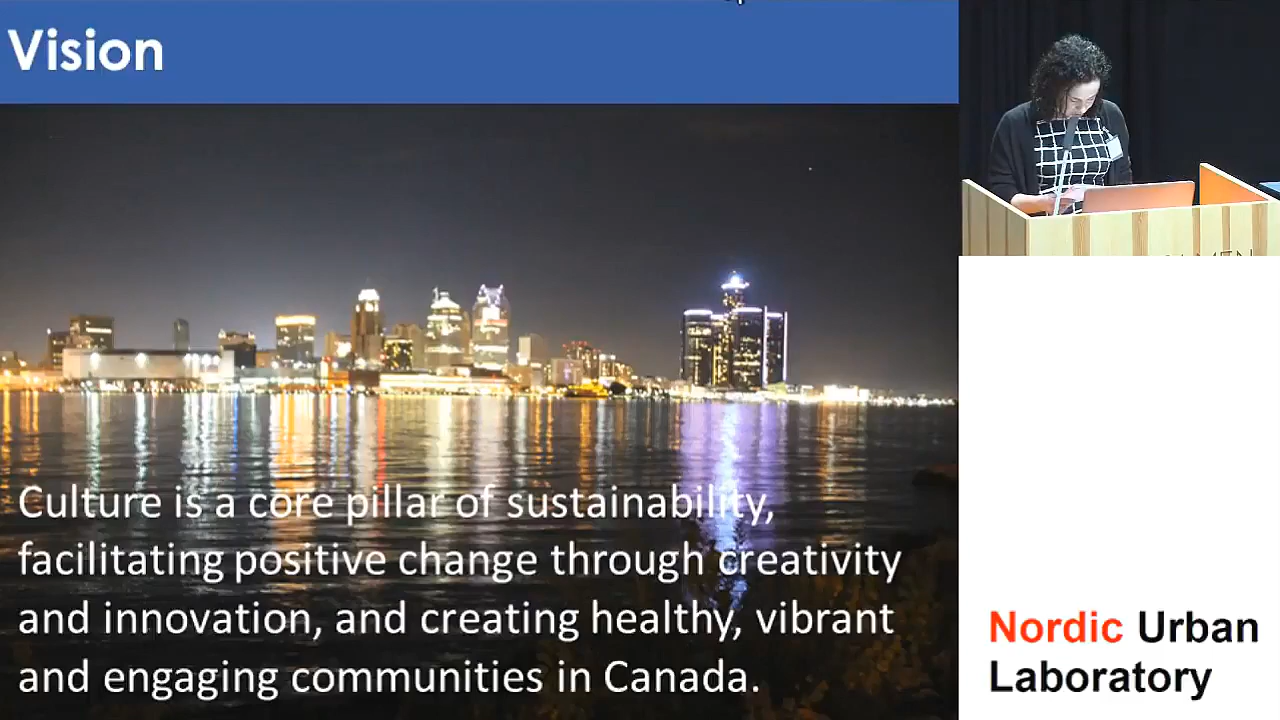 Vision
Culture is a core pillar of sustainability,
facilitating positive change through creativity
and innovation, and creating healthy, vibrant
and engaging communities in Canada.
Nordic Urban
Laboratory